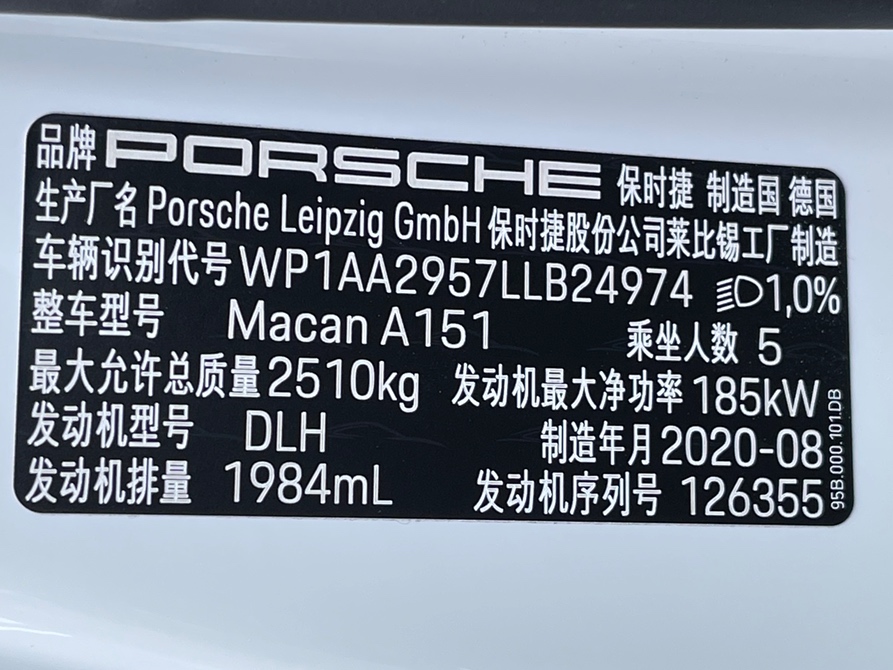 品牌 PORSCHE 保时捷 制造国 德国
生产厂名 Porsche Leipzig GmbH 保时捷股份公司莱比锡工厂制造
车辆识别代号 WP1AA2957LLB24974 1,0%
整车型号 Macan A151 乘坐人数 5
最大允许总质量 2510kg 发动机最大净功率 185kW
发动机型号 DLH 制造年月 2020-08
发动机排量 1984mL 发动机序列号 126355
95B.000.101.DB